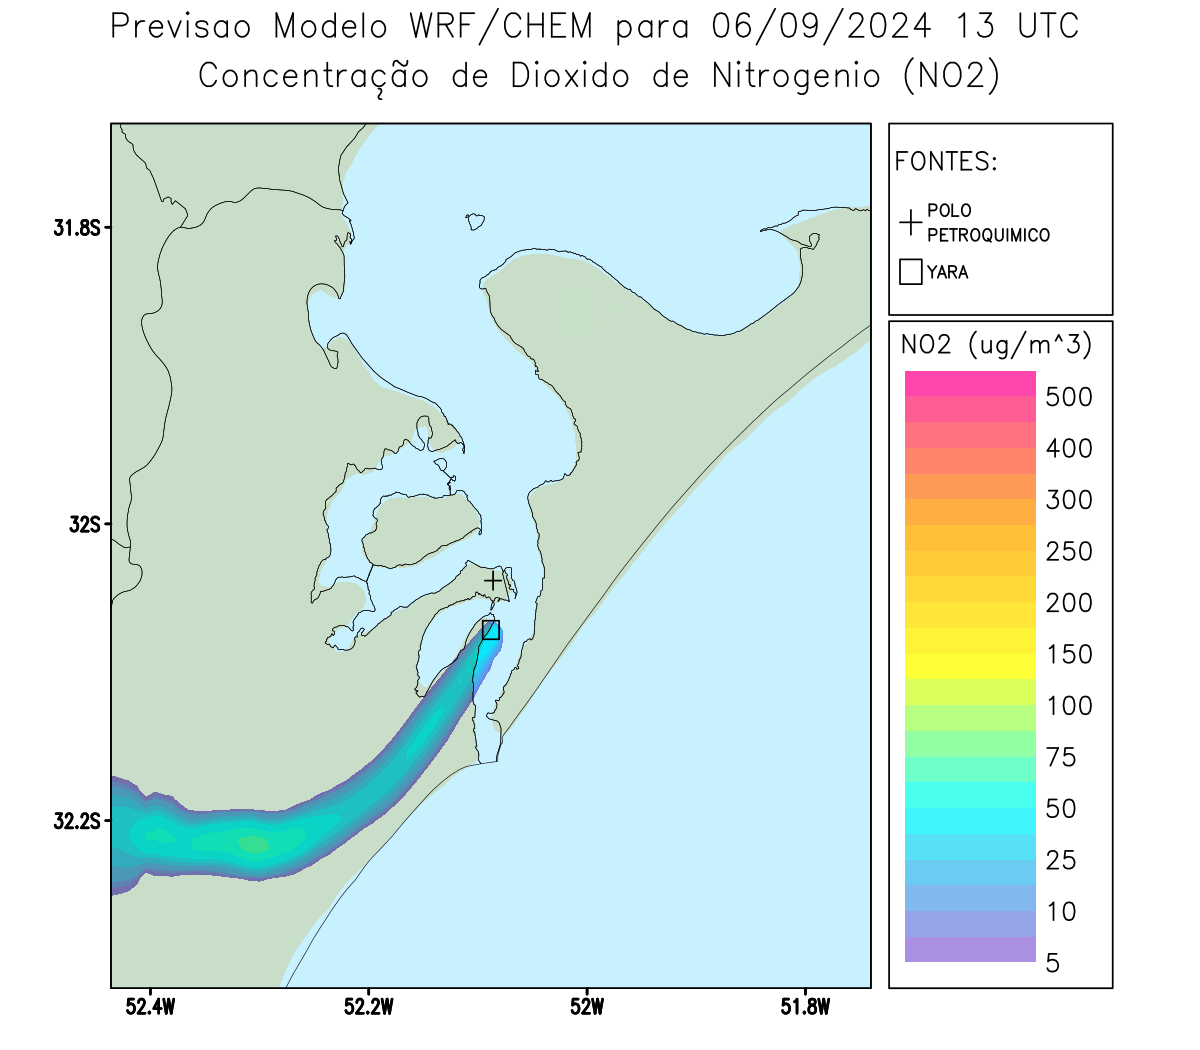 Previsao Modelo WRF/CHEM para 06/09/2024 13 UTC
Concentração de Dioxido de Nitrogenio (NO2)
FONTES:
POLO
PETROQUIMICO
YARA
NO2 (ug/m^3)
500
400
300
250
200
150
100
75
50
25
10
5
31.8S
32S
32.2S
52.4W
52.2W
52W
51.8W